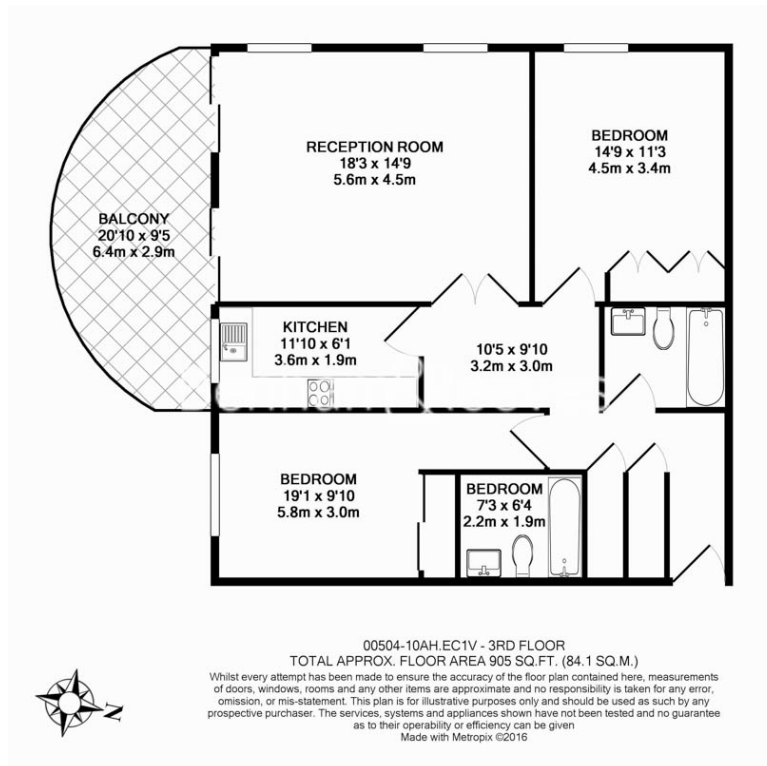 RECEPTION ROOM
18'3 x 14'9
5.6m x 4.5m
BEDROOM
14'9 x 11'3
4.5m x 3.4m
BALCONY
20'10 x 9'5
6.4m x 2.9m
KITCHEN
11'10 x 6'1
3.6m x 1.9m
10'5 x 9'10
3.2m x 3.0m
BEDROOM
19'1 x 9'10
5.8m x 3.0m
BEDROOM
7'3 x 6'4
2.2m x 1.9m
N
00504-10AH.EC1V - 3RD FLOOR
TOTAL APPROX. FLOOR AREA 905 SQ.FT. (84.1 SQ.M.)
Whilst every attempt has been made to ensure the accuracy of the floor plan contained here, measurements
of doors, windows, rooms and any other items are approximate and no responsibility is taken for any error,
omission, or mis-statement. This plan is for illustrative purposes only and should be used as such by any
prospective purchaser. The services, systems and appliances shown have not been tested and no guarantee
as to their operability or efficiency can be given
Made with Metropix ©2016